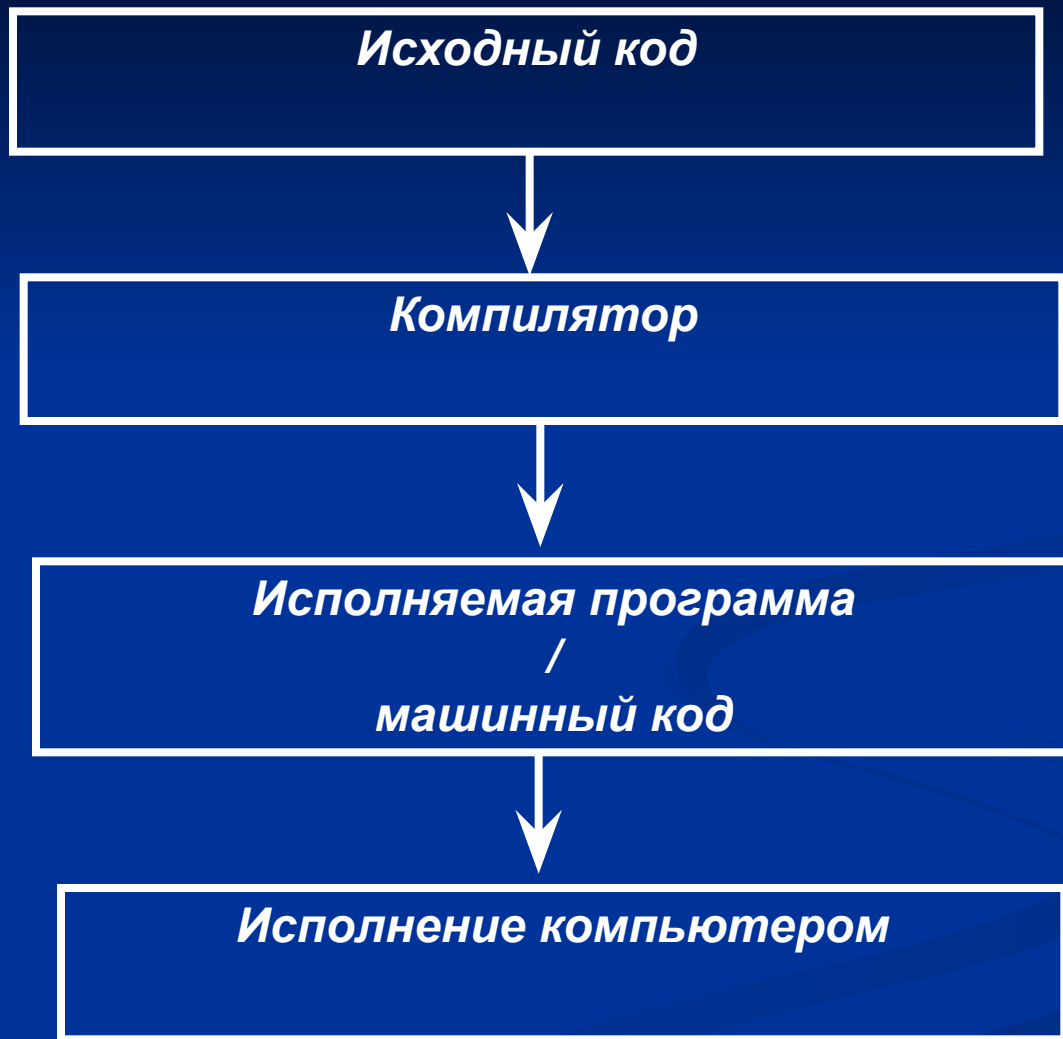 Исходный код
Компилятор
Исполняемая программа
/
машинный код
Исполнение компьютером